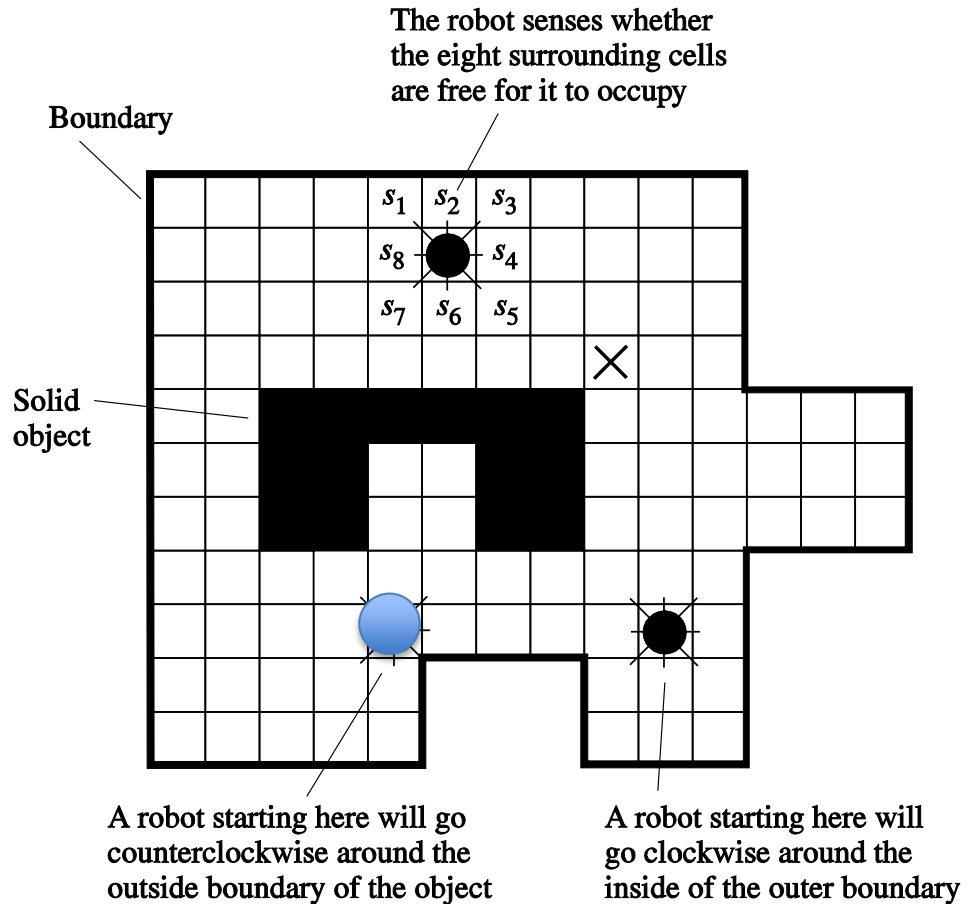 The robot senses whether
the eight surrounding cells
are free for it to occupy
Boundary
s1 s2 s3
s8 s4
s7 s6 s5
Solid
object
A robot starting here will go
counterclockwise around the
outside boundary of the object
A robot starting here will
go clockwise around the
inside of the outer boundary